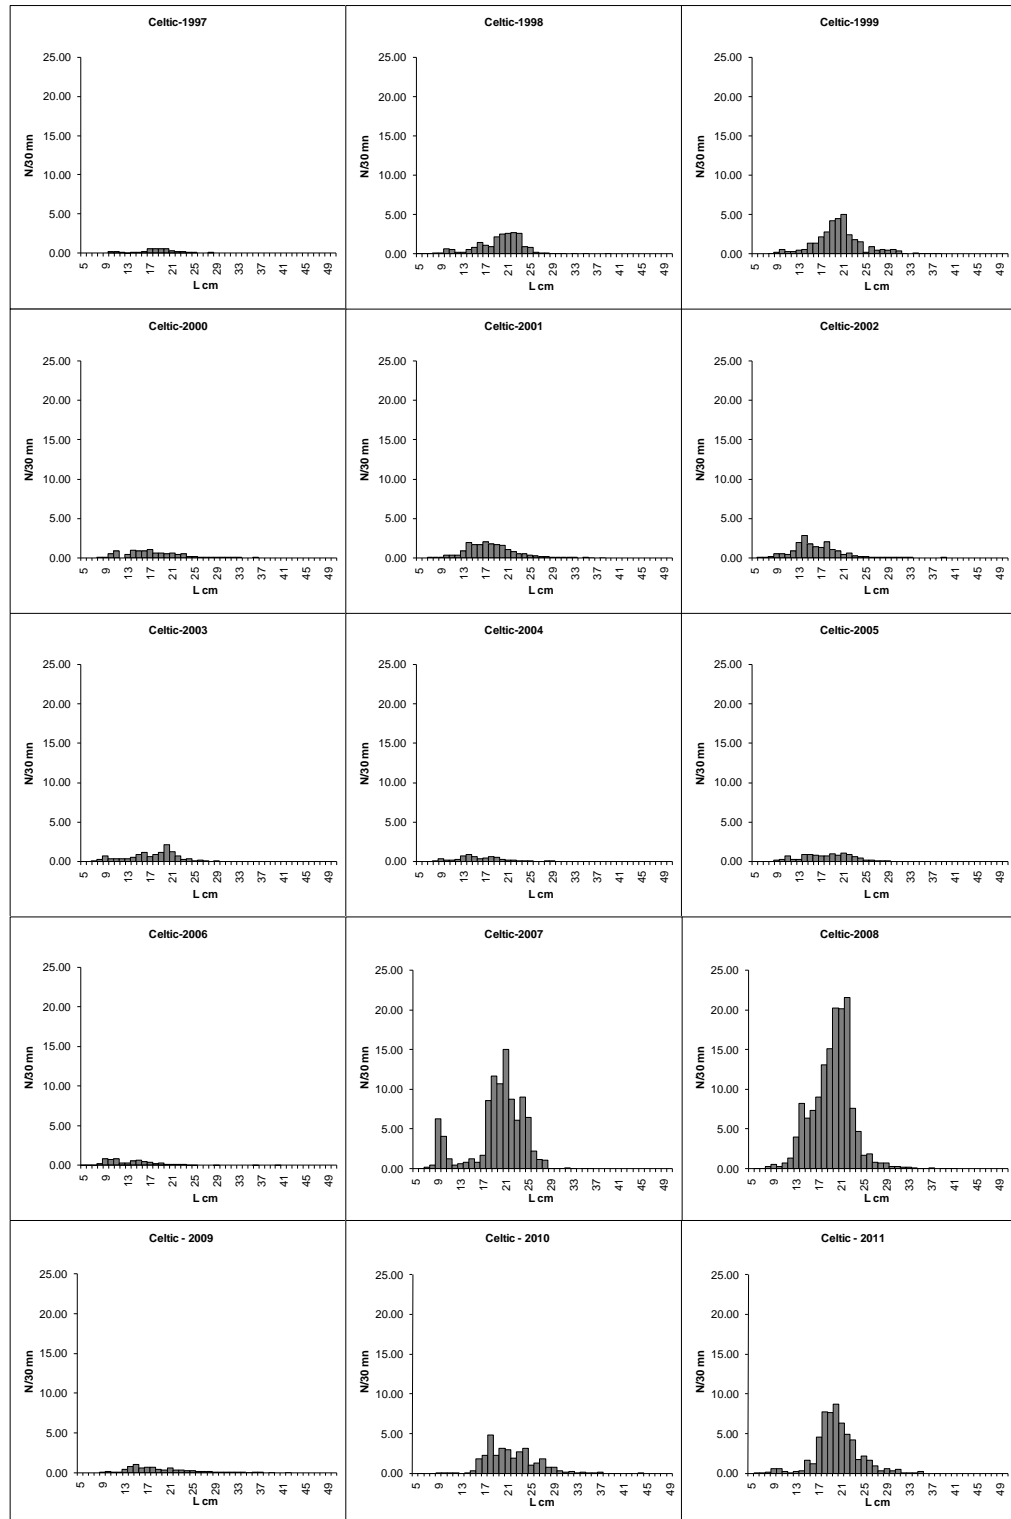 Celtic-1997
25.00
20.00
15.00
10.00
5.00
0.00
N/30 mn
5 9 13 17 21 25 29 33 37 41 45 49
L cm
Celtic-1998
25.00
20.00
15.00
10.00
5.00
0.00
N/30 mn
5 9 13 17 21 25 29 33 37 41 45 49
L cm
Celtic-1999
25.00
20.00
15.00
10.00
5.00
0.00
N/30 mn
5 9 13 17 21 25 29 33 37 41 45 49
L cm
Celtic-2000
25.00
20.00
15.00
10.00
5.00
0.00
N/30 mn
5 9 13 17 21 25 29 33 37 41 45 49
L cm
Celtic-2001
25.00
20.00
15.00
10.00
5.00
0.00
N/30 mn
5 9 13 17 21 25 29 33 37 41 45 49
L cm
Celtic-2002
25.00
20.00
15.00
10.00
5.00
0.00
N/30 mn
5 9 13 17 21 25 29 33 37 41 45 49
L cm
Celtic-2003
25.00
20.00
15.00
10.00
5.00
0.00
N/30 mn
5 9 13 17 21 25 29 33 37 41 45 49
L cm
Celtic-2004
25.00
20.00
15.00
10.00
5.00
0.00
N/30 mn
5 9 13 17 21 25 29 33 37 41 45 49
L cm
Celtic-2005
25.00
20.00
15.00
10.00
5.00
0.00
N/30 mn
5 9 13 17 21 25 29 33 37 41 45 49
L cm
Celtic-2006
25.00
20.00
15.00
10.00
5.00
0.00
N/30 mn
5 9 13 17 21 25 29 33 37 41 45 49
L cm
Celtic-2007
25.00
20.00
15.00
10.00
5.00
0.00
N/30 mn
5 9 13 17 21 25 29 33 37 41 45 49
L cm
Celtic-2008
25.00
20.00
15.00
10.00
5.00
0.00
N/30 mn
5 9 13 17 21 25 29 33 37 41 45 49
L cm
Celtic - 2009
25.00
20.00
15.00
10.00
5.00
0.00
N/30 mn
5 9 13 17 21 25 29 33 37 41 45 49
L cm
Celtic - 2010
25.00
20.00
15.00
10.00
5.00
0.00
N/30 mn
5 9 13 17 21 25 29 33 37 41 45 49
L cm
Celtic - 2011
25.00
20.00
15.00
10.00
5.00
0.00
N/30 mn
5 9 13 17 21 25 29 33 37 41 45 49
L cm